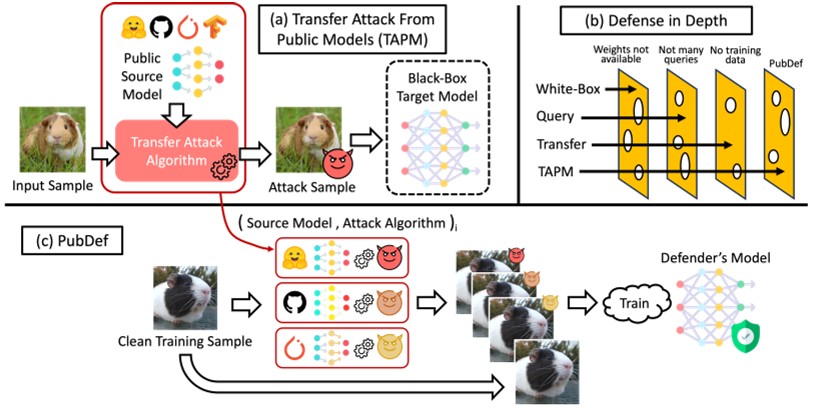 (a) Transfer Attack From
Public Models (TAPM)
Public
Source
Model
Transfer Attack
Algorithm
Input Sample
Attack Sample
Black-Box
Target Model
(b) Defense in Depth
Weights not
available
Not many
queries
No training
data
PubDef
White-Box
Query
Transfer
TAPM
(c) PubDef
( Source Model , Attack Algorithm )i
Clean Training Sample
Train
Defender's Model